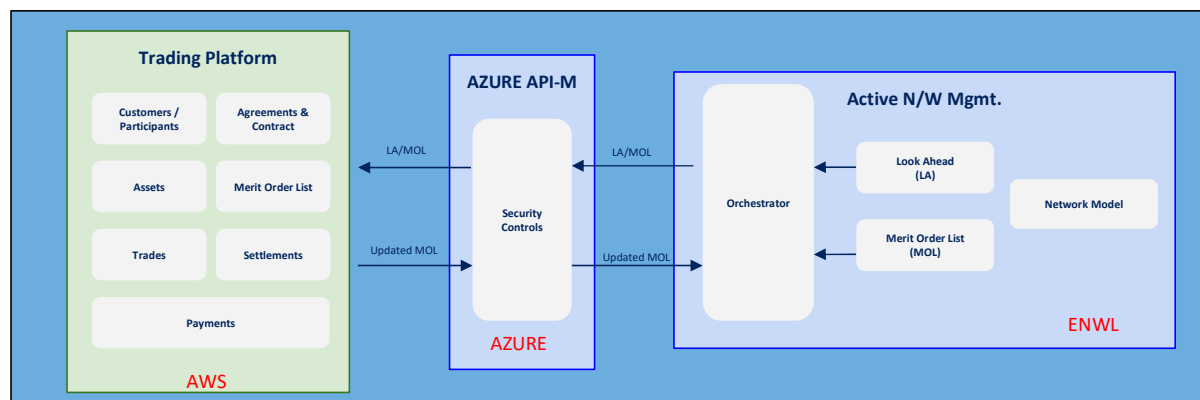 Trading Platform
Customers /
Participants
Agreements &
Contract
Assets
Merit Order List
Trades
Settlements
Payments
AWS
LA/MOL
Updated MOL
AZURE API-M
Security
Controls
AZURE
LA/MOL
Updated MOL
Active N/W Mgmt.
Orchestrator
Look Ahead
(LA)
Merit Order List
(MOL)
Network Model
ENWL